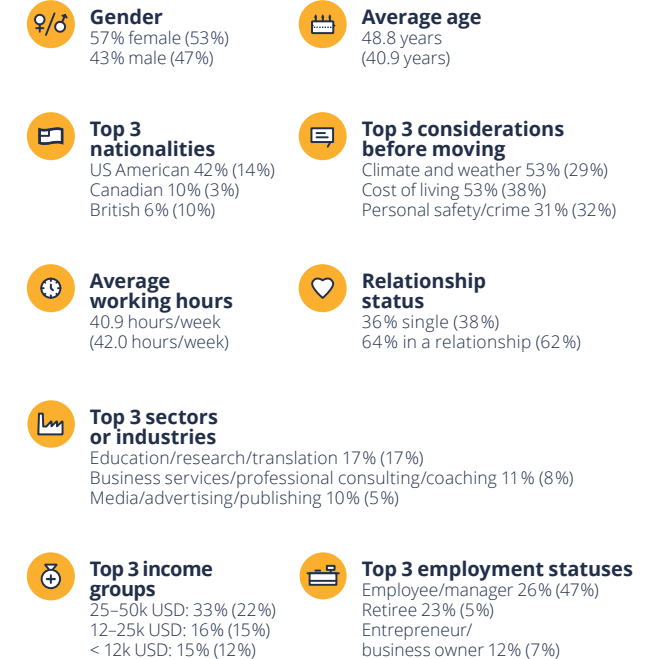 Gender
57% female (53%)
43% male (47%)
Average age
48.8 years
(40.9 years)
Top 3
nationalities
US American 42% (14%)
Canadian 10% (3%)
British 6% (10%)
Top 3 considerations
before moving
Climate and weather 53% (29%)
Cost of living 53% (38%)
Personal safety/crime 31% (32%)
Average
working hours
40.9 hours/week
(42.0 hours/week)
Relationship
status
36% single (38%)
64% in a relationship (62%)
Top 3 sectors
or industries
Education/research/translation 17% (17%)
Business services/professional consulting/coaching 11% (8%)
Media/advertising/publishing 10% (5%)
Top 3 income
groups
25–50k USD: 33% (22%)
12–25k USD: 16% (15%)
< 12k USD: 15% (12%)
Top 3 employment statuses
Employee/manager 26% (47%)
Retiree 23% (5%)
Entrepreneur/
business owner 12% (7%)